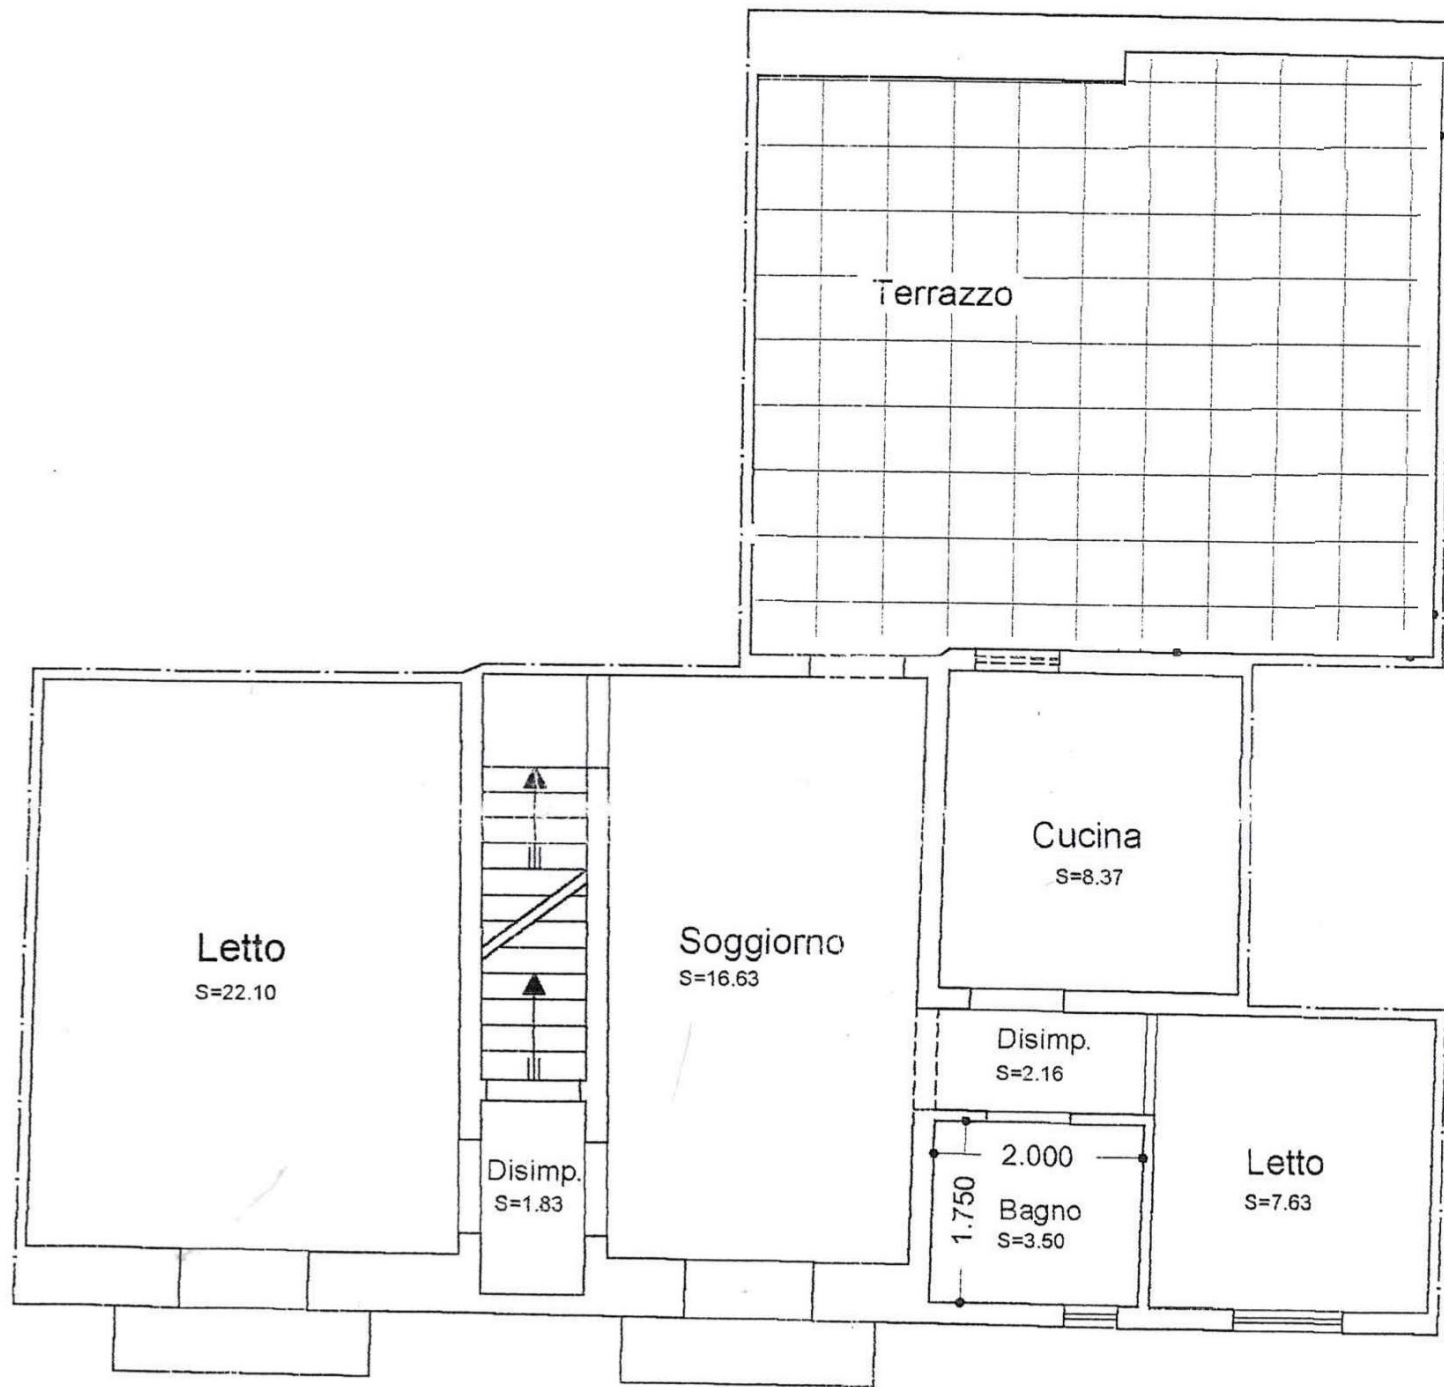 Terrazzo
Cucina
S=8.37
Letto
S=22.10
Soggiorno
S=16.63
Disimp.
S=2.16
Disimp.
S=1.83
2.000
1.750
Bagno
S=3.50
Letto
S=7.63